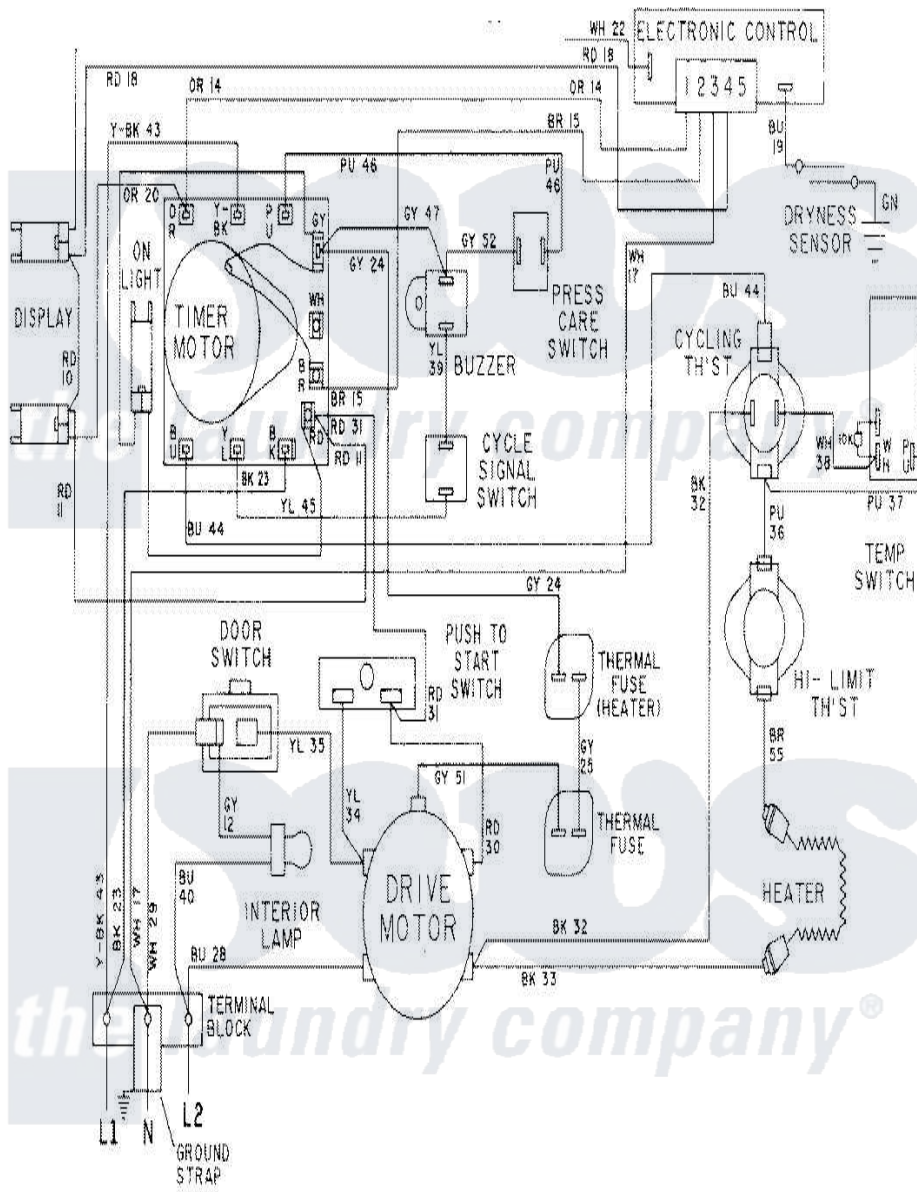 WH 22
ELECTRONIC CONTROL
RD 18
RD 18
OR 14
OR 14
1 2 3 4 5
BR 15
BU
19
Y-BK 43
PU 46
PU
46
OR 20
O
R
Y-
BK
P
U
GY
GY 47
GY 52
GY 24
GN
DRYNESS
SENSOR
WH
17
BU 44
ON
LIGHT
DISPLAY
TIMER
MOTOR
WH
PRESS
CARE
SWITCH
CYCLING
TH'ST
YL
39
BUZZER
RD
10
B
R
BR 15
RD
RD 31
RD 11
the laundry company®
B
U
Y
L
B
K
BK 23
CYCLE
SIGNAL
SWITCH
10K
WH
38
W
H
P
U
BK
32
RD
11
YL 45
BU 44
PU
36
PU 37
TEMP
SWITCH
GY 24
DOOR
SWITCH
PUSH TO
START
SWITCH
THERMAL
FUSE
(HEATER)
HI-LIMIT
TH'ST
RD
31
YL 35
GY
25
BR
55
GY 51
GY
12
YL
34
RD
30
THERMAL
FUSE
DRIVE
MOTOR
HEATER
BU
40
INTERIOR
LAMP
Y-BK 43
BK 23
WH 17
WH 29
BK 32
BU 28
BK 33
TERMINAL
BLOCK
the laundry company®
L1
N
L2
GROUND
STRAP